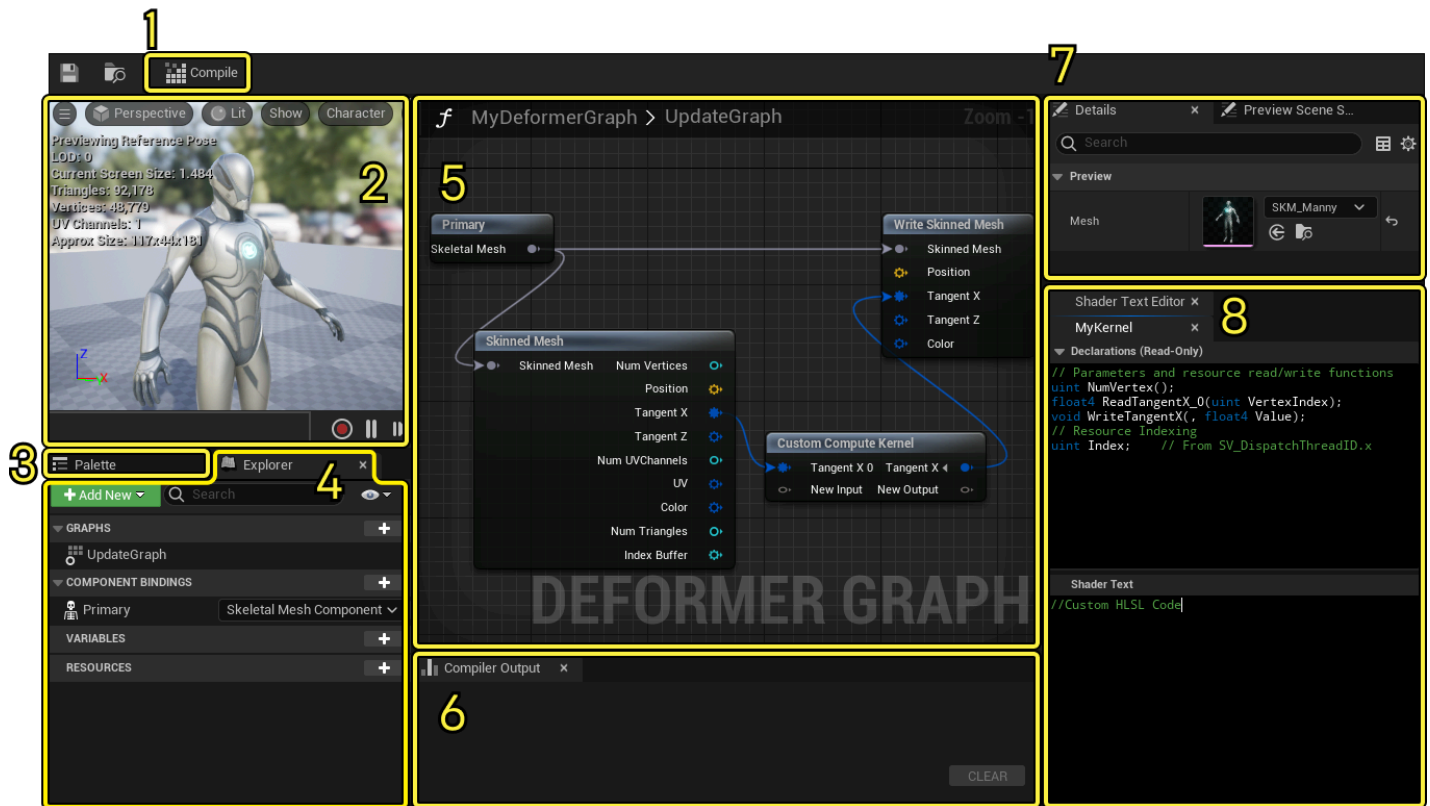 1
Compile
2
Perspective
Lit
Show
Character
Previewing Reference Pose
LOD: 0
Current Screen Size: 1.484
Triangles: 92,178
Vertices: 48,779
UV Channels: 1
Approx Size: 117x44x181
Z
X
3
Palette
Explorer
4
Add New
Search
GRAPHS
UpdateGraph
COMPONENT BINDINGS
Primary
Skeletal Mesh Component
VARIABLES
RESOURCES
5
MyDeformerGraph > UpdateGraph
Zoom -1
Primary
Skeletal Mesh
Write Skinned Mesh
Skinned Mesh
Position
Tangent X
Tangent Z
Color
Skinned Mesh
Skinned Mesh Num Vertices
Position
Tangent X
Tangent Z
Num UVChannels
UV
Color
Num Triangles
Index Buffer
Custom Compute Kernel
Tangent X 0 Tangent X
New Input New Output
DEFORMER GRAPH
6
Compiler Output
CLEAR
7
Details
Preview Scene S...
Search
Preview
Mesh
SKM_Manny
8
Shader Text Editor
MyKernel
Declarations (Read-Only)
// Parameters and resource read/write functions
uint NumVertex();
float4 ReadTangentX_0(uint VertexIndex);
void WriteTangentX(, float4 Value);
// Resource Indexing
uint Index; // From SV_DispatchThreadID.x
Shader Text
//Custom HLSL Code